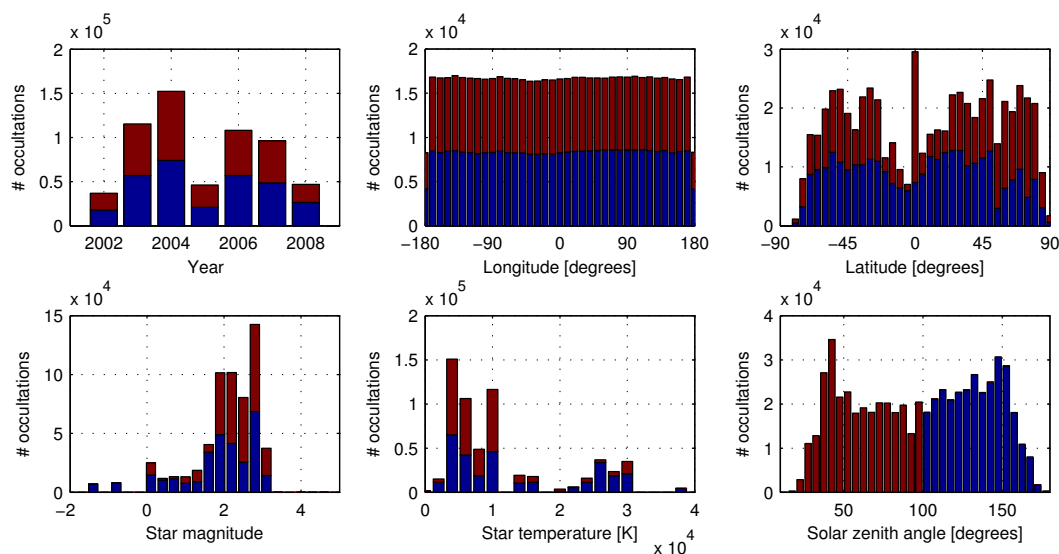 x 10^5
# occultations
2
1.5
1
0.5
0
2002 2004 2006 2008
Year
x 10^4
# occultations
2
1.5
1
0.5
0
−180 −90 0 90 180
Longitude [degrees]
x 10^4
# occultations
3
2
1
0
−90 −45 0 45 90
Latitude [degrees]
x 10^4
# occultations
15
10
5
0
−2 0 2 4
Star magnitude
x 10^5
# occultations
2
1.5
1
0.5
0
0 1 2 3 4
Star temperature [K]
x 10^4
x 10^4
# occultations
4
3
2
1
0
50 100 150
Solar zenith angle [degrees]